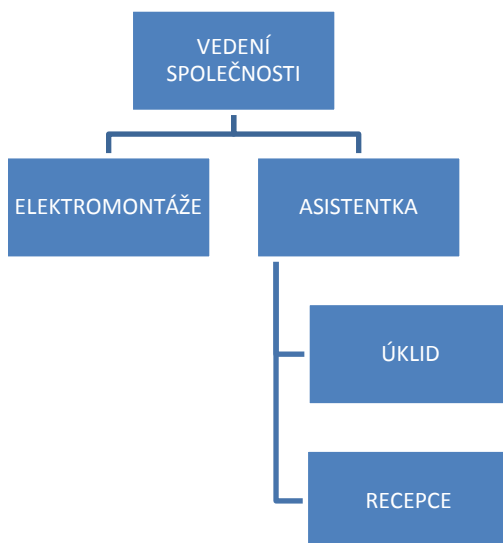 VEDENÍ
SPOLEČNOSTI
ELEKTROMONTÁŽE
ASISTENTKA
ÚKLID
RECEPCE